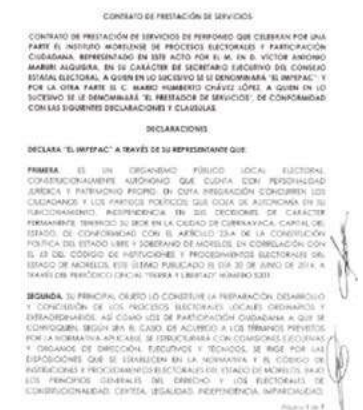 CONTRATO DE PRESTACIÓN DE SERVICIOS
CONTRATO DE PRESTACIÓN DE SERVICIOS DE PERIFONEO QUE CELEBRAN POR UNA
PARTE EL INSTITUTO MORELENSE DE PROCESOS ELECTORALES Y PARTICIPACIÓN
CIUDADANA, REPRESENTADO EN ESTE ACTO POR EL M. EN D. VÍCTOR ANTONIO
MARURI ALQUISIRA, EN SU CARÁCTER DE SECRETARIO EJECUTIVO DEL CONSEJO
ESTATAL ELECTORAL, A QUIEN EN LO SUCESIVO SE LE DENOMINARÁ "EL IMPEPAC"; Y
POR LA OTRA PARTE EL C. MARIO HUMBERTO CHÁVEZ LÓPEZ, A QUIEN EN LO
SUCESIVO SE LE DENOMINARÁ "EL PRESTADOR DE SERVICIOS", DE CONFORMIDAD
CON LAS SIGUIENTES DECLARACIONES Y CLAUSULAS.
DECLARACIONES
DECLARA "EL IMPEPAC" A TRAVÉS DE SU REPRESENTANTE QUE:
PRIMERA. ES UN ORGANISMO PÚBLICO LOCAL ELECTORAL,
CONSTITUCIONALMENTE AUTÓNOMO QUE CUENTA CON PERSONALIDAD
JURÍDICA Y PATRIMONIO PROPIO, EN CUYA INTEGRACIÓN CONCURREN LOS
CIUDADANOS Y LOS PARTIDOS POLÍTICOS QUE GOZA DE AUTONOMÍA EN SU
FUNCIONAMIENTO, INDEPENDENCIA EN SUS DECISIONES DE CARÁCTER
PERMANENTE, TENIENDO SU SEDE EN LA CIUDAD DE CUERNAVACA, CAPITAL DEL
ESTADO, DE CONFORMIDAD CON EL ARTÍCULO 23-A DE LA CONSTITUCIÓN
POLÍTICA DEL ESTADO LIBRE Y SOBERANO DE MORELOS, EN CORRELACIÓN CON
EL 63 DEL CÓDIGO DE INSTITUCIONES Y PROCEDIMIENTOS ELECTORALES DEL
ESTADO DE MORELOS, ESTE ÚLTIMO PUBLICADO EL DÍA 30 DE JUNIO DE 2014, A
TRAVÉS DEL PERIÓDICO OFICIAL "TIERRA Y LIBERTAD" NÚMERO
SEGUNDA. SU PRINCIPAL OBJETO LO CONSTITUYE LA PREPARACIÓN, DESARROLLO
Y CONCLUSIÓN DE LOS PROCESOS ELECTORALES LOCALES ORDINARIOS Y
EXTRAORDINARIOS, ASÍ COMO LOS DE PARTICIPACIÓN CIUDADANA A QUE SE
CONVOQUEN, SEGÚN SEA EL CASO, DE ACUERDO A LOS TÉRMINOS PREVISTOS
POR LA NORMATIVA APLICABLE, SE ESTRUCTURARÁ CON COMISIONES EJECUTIVAS
Y ÓRGANOS DE DIRECCIÓN, EJECUTIVOS Y TÉCNICOS, SE RIGE POR LAS
DISPOSICIONES QUE SE ESTABLECEN EN LA NORMATIVA Y EL CÓDIGO DE
INSTITUCIONES Y PROCEDIMIENTOS ELECTORALES DEL ESTADO DE MORELOS, BAJO
LOS PRINCIPIOS GENERALES DEL DERECHO Y LOS ELECTORALES DE
CONSTITUCIONALIDAD, CERTEZA, LEGALIDAD, INDEPENDENCIA, IMPARCIALIDAD,